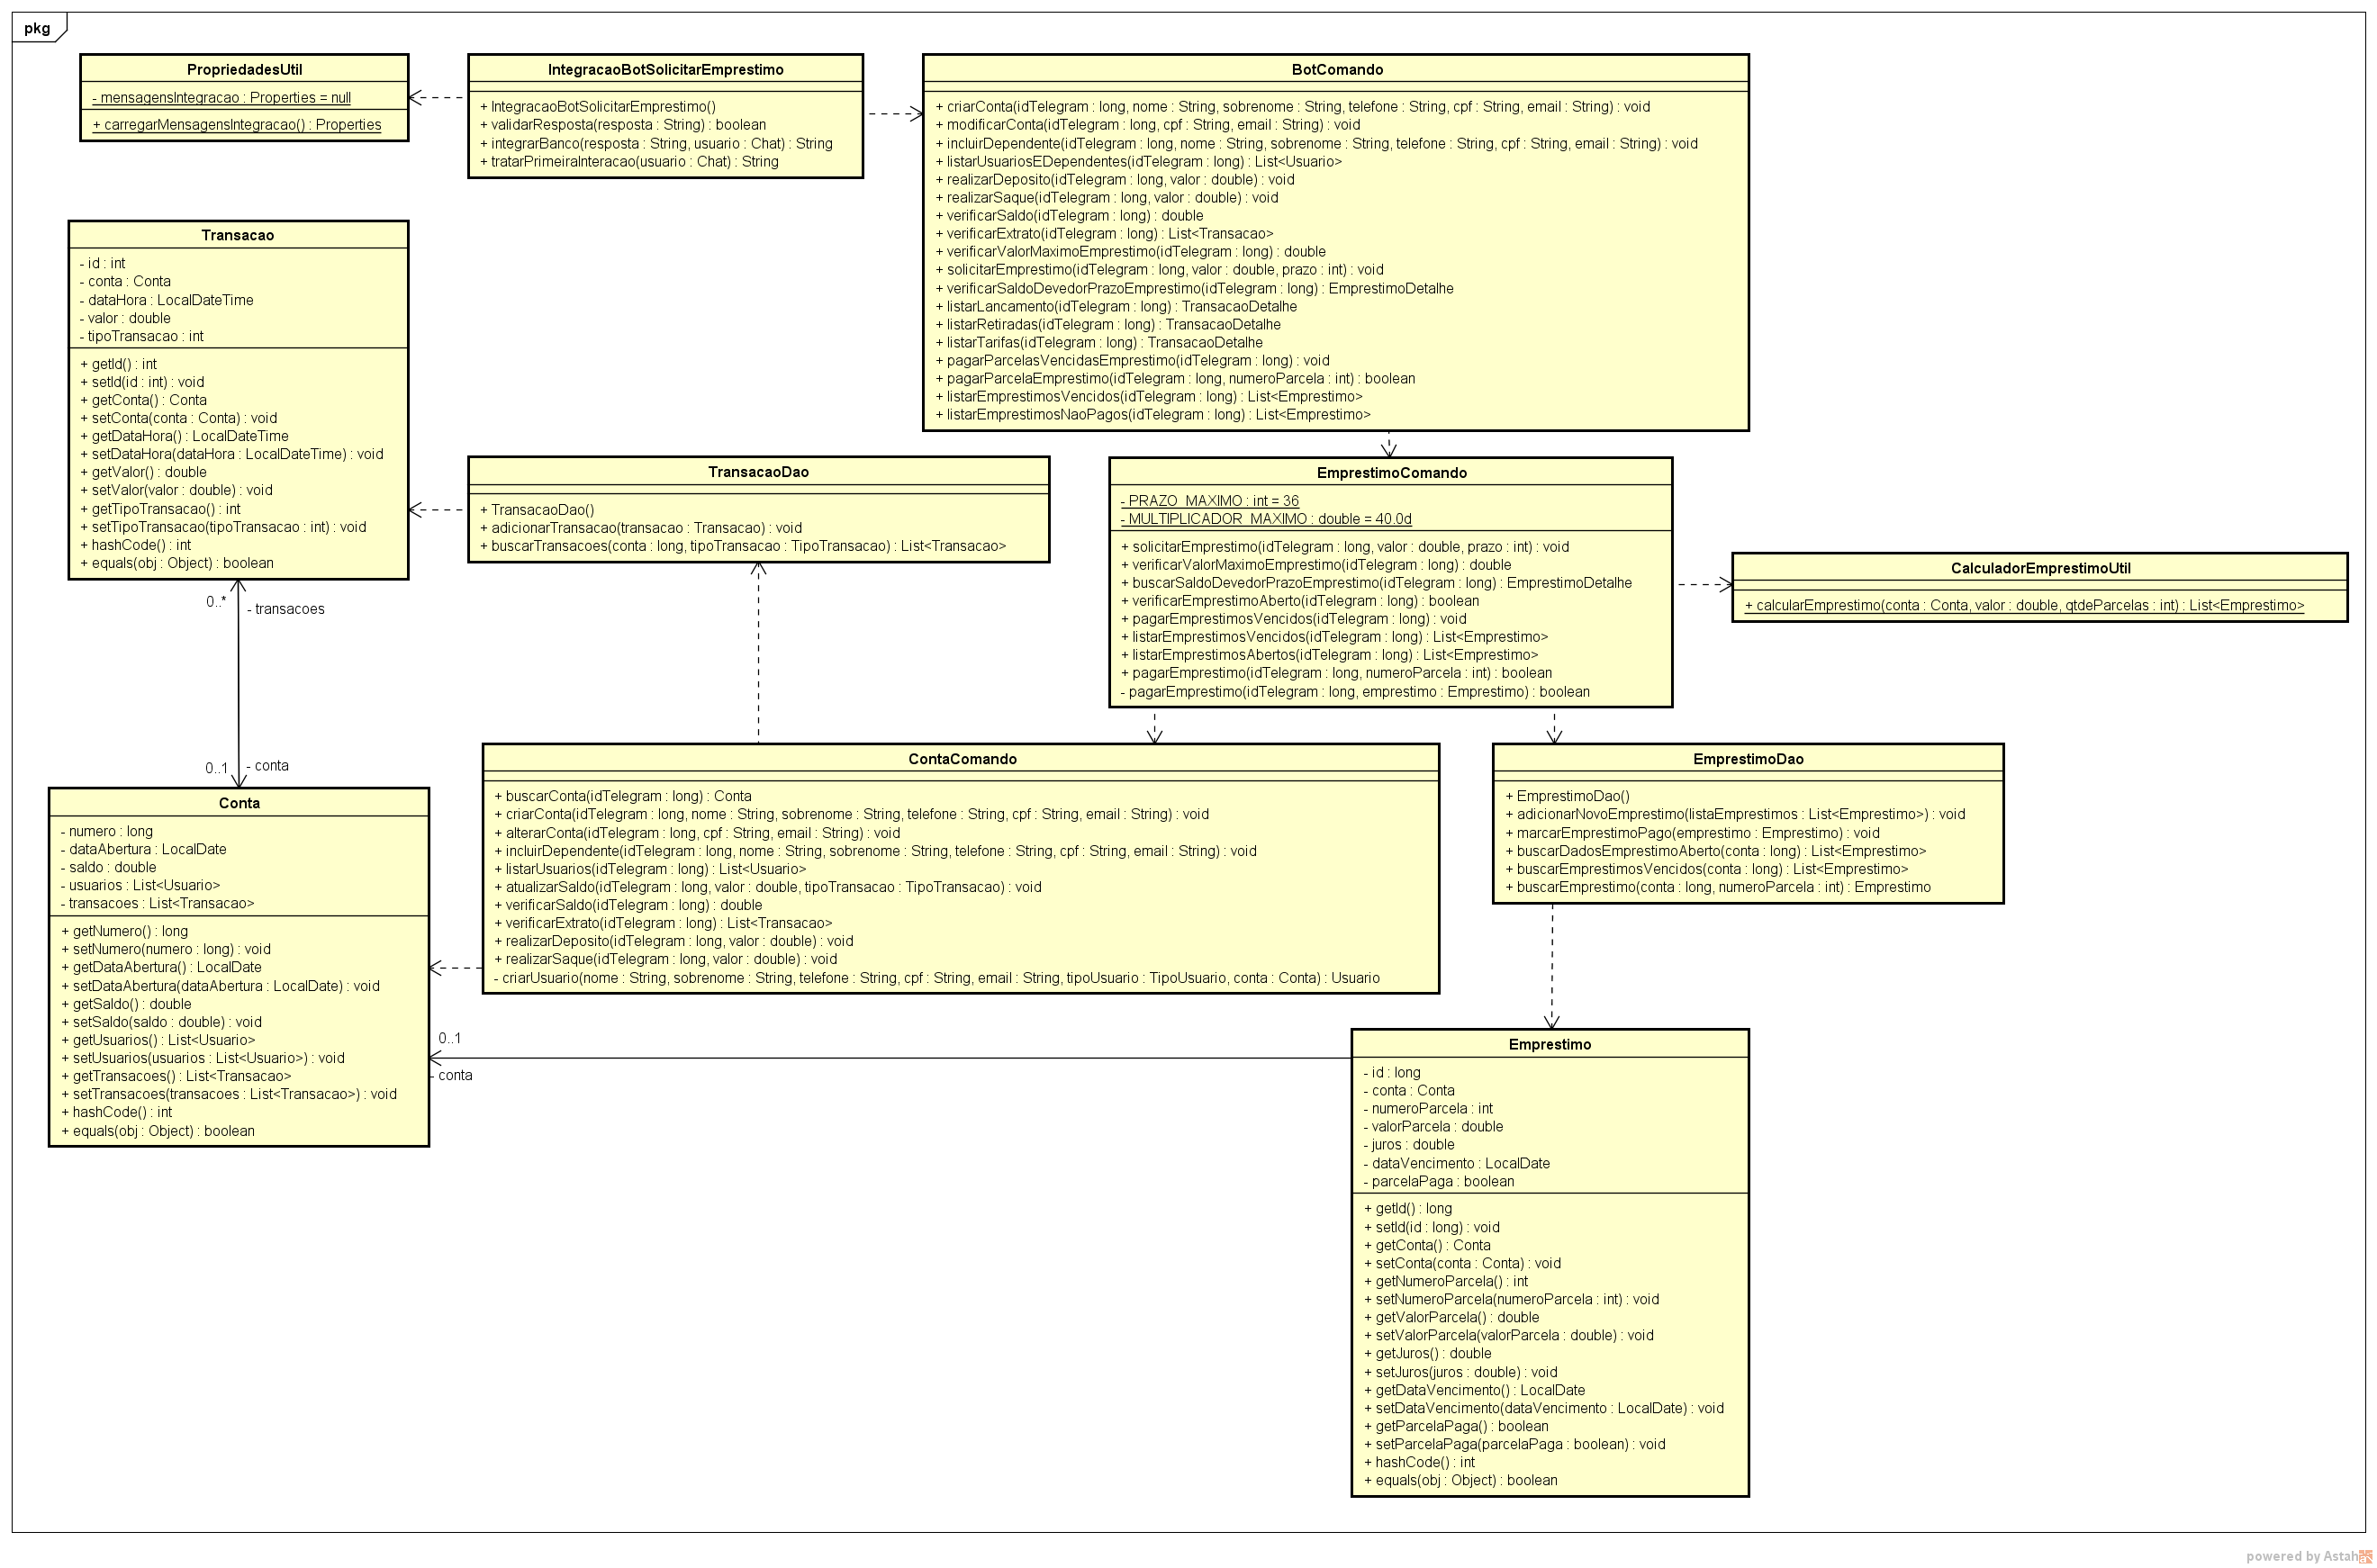 pkg
PropriedadesUtil
- mensagensIntegracao : Properties = null
+ carregarMensagensIntegracao() : Properties
IntegracaoBotSolicitarEmprestimo
+ IntegracaoBotSolicitarEmprestimo()
+ validarResposta(resposta : String) : boolean
+ integrarBanco(resposta : String, usuario : Chat) : String
+ tratarPrimeiraInteracao(usuario : Chat) : String
BotComando
+ criarConta(idTelegram : long, nome : String, sobrenome : String, telefone : String, cpf : String, email : String) : void
+ modificarConta(idTelegram : long, cpf : String, email : String) : void
+ incluirDependente(idTelegram : long, nome : String, sobrenome : String, telefone : String, cpf : String, email : String) : void
+ listarUsuariosEDependentes(idTelegram : long) : List<Usuario>
+ realizarDeposito(idTelegram : long, valor : double) : void
+ realizarSaque(idTelegram : long, valor : double) : void
+ verificarSaldo(idTelegram : long) : double
+ verificarExtrato(idTelegram : long) : List<Transacao>
+ verificarValorMaximoEmprestimo(idTelegram : long) : double
+ solicitarEmprestimo(idTelegram : long, valor : double, prazo : int) : void
+ verificarSaldoDevedorPrazoEmprestimo(idTelegram : long) : EmprestimoDetalhe
+ listarLancamento(idTelegram : long) : TransacaoDetalhe
+ listarRetiradas(idTelegram : long) : TransacaoDetalhe
+ listarTarifas(idTelegram : long) : TransacaoDetalhe
+ pagarParcelasVencidasEmprestimo(idTelegram : long) : void
+ pagarParcelaEmprestimo(idTelegram : long, numeroParcela : int) : boolean
+ listarEmprestimosVencidos(idTelegram : long) : List<Emprestimo>
+ listarEmprestimosNaoPagos(idTelegram : long) : List<Emprestimo>
Transacao
- id : int
- conta : Conta
- dataHora : LocalDateTime
- valor : double
- tipoTransacao : int
+ getId() : int
+ setId(id : int) : void
+ getConta() : Conta
+ setConta(conta : Conta) : void
+ getDataHora() : LocalDateTime
+ setDataHora(dataHora : LocalDateTime) : void
+ getValor() : double
+ setValor(valor : double) : void
+ getTipoTransacao() : int
+ setTipoTransacao(tipoTransacao : int) : void
+ hashCode() : int
+ equals(obj : Object) : boolean
TransacaoDao
+ TransacaoDao()
+ adicionarTransacao(transacao : Transacao) : void
+ buscarTransacoes(conta : long, tipoTransacao : TipoTransacao) : List<Transacao>
EmprestimoComando
- PRAZO_MAXIMO : int = 36
- MULTIPLICADOR_MAXIMO : double = 40.0d
+ solicitarEmprestimo(idTelegram : long, valor : double, prazo : int) : void
+ verificarValorMaximoEmprestimo(idTelegram : long) : double
+ buscarSaldoDevedorPrazoEmprestimo(idTelegram : long) : EmprestimoDetalhe
+ verificarEmprestimoAberto(idTelegram : long) : boolean
+ pagarEmprestimosVencidos(idTelegram : long) : void
+ listarEmprestimosVencidos(idTelegram : long) : List<Emprestimo>
+ listarEmprestimosAbertos(idTelegram : long) : List<Emprestimo>
+ pagarEmprestimo(idTelegram : long, numeroParcela : int) : boolean
- pagarEmprestimo(idTelegram : long, emprestimo : Emprestimo) : boolean
CalculadorEmprestimoUtil
+ calcularEmprestimo(conta : Conta, valor : double, qtdeParcelas : int) : List<Emprestimo>
0..*
- transacoes
0..1
- conta
Conta
- numero : long
- dataAbertura : LocalDate
- saldo : double
- usuarios : List<Usuario>
- transacoes : List<Transacao>
+ getNumero() : long
+ setNumero(numero : long) : void
+ getDataAbertura() : LocalDate
+ setDataAbertura(dataAbertura : LocalDate) : void
+ getSaldo() : double
+ setSaldo(saldo : double) : void
+ getUsuarios() : List<Usuario>
+ setUsuarios(usuarios : List<Usuario>) : void
+ getTransacoes() : List<Transacao>
+ setTransacoes(transacoes : List<Transacao>) : void
+ hashCode() : int
+ equals(obj : Object) : boolean
ContaComando
+ buscarConta(idTelegram : long) : Conta
+ criarConta(idTelegram : long, nome : String, sobrenome : String, telefone : String, cpf : String, email : String) : void
+ alterarConta(idTelegram : long, cpf : String, email : String) : void
+ incluirDependente(idTelegram : long, nome : String, sobrenome : String, telefone : String, cpf : String, email : String) : void
+ listarUsuarios(idTelegram : long) : List<Usuario>
+ atualizarSaldo(idTelegram : long, valor : double, tipoTransacao : TipoTransacao) : void
+ verificarSaldo(idTelegram : long) : double
+ verificarExtrato(idTelegram : long) : List<Transacao>
+ realizarDeposito(idTelegram : long, valor : double) : void
+ realizarSaque(idTelegram : long, valor : double) : void
- criarUsuario(nome : String, sobrenome : String, telefone : String, cpf : String, email : String, tipoUsuario : TipoUsuario, conta : Conta) : Usuario
EmprestimoDao
+ EmprestimoDao()
+ adicionarNovoEmprestimo(listaEmprestimos : List<Emprestimo>) : void
+ marcarEmprestimoPago(emprestimo : Emprestimo) : void
+ buscarDadosEmprestimoAberto(conta : long) : List<Emprestimo>
+ buscarEmprestimosVencidos(conta : long) : List<Emprestimo>
+ buscarEmprestimo(conta : long, numeroParcela : int) : Emprestimo
0..1
- conta
Emprestimo
- id : long
- conta : Conta
- numeroParcela : int
- valorParcela : double
- juros : double
- dataVencimento : LocalDate
- parcelaPaga : boolean
+ getId() : long
+ setId(id : long) : void
+ getConta() : Conta
+ setConta(conta : Conta) : void
+ getNumeroParcela() : int
+ setNumeroParcela(numeroParcela : int) : void
+ getValorParcela() : double
+ setValorParcela(valorParcela : double) : void
+ getJuros() : double
+ setJuros(juros : double) : void
+ getDataVencimento() : LocalDate
+ setDataVencimento(dataVencimento : LocalDate) : void
+ getParcelaPaga() : boolean
+ setParcelaPaga(parcelaPaga : boolean) : void
+ hashCode() : int
+ equals(obj : Object) : boolean
powered by Astah